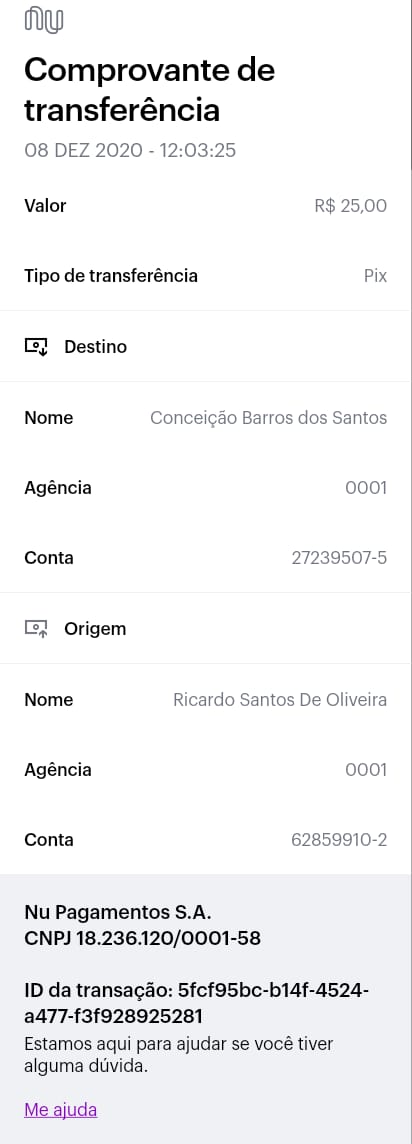 nu
Comprovante de
transferência
08 DEZ 2020 - 12:03:25
Valor R$ 25,00
Tipo de transferência Pix
Destino
Nome Conceição Barros dos Santos
Agência 0001
Conta 27239507-5
Origem
Nome Ricardo Santos De Oliveira
Agência 0001
Conta 62859910-2
Nu Pagamentos S.A.
CNPJ 18.236.120/0001-58
ID da transação: 5fcf95bc-b14f-4524-
a477-f3f928925281
Estamos aqui para ajudar se você tiver
alguma dúvida.
Me ajuda